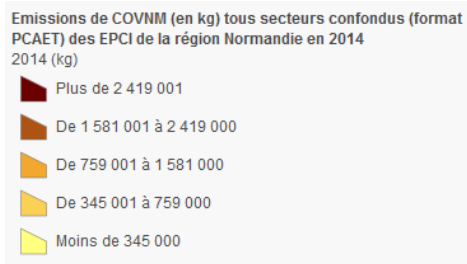 Emissions de COVNM (en kg) tous secteurs confondus (format
PCAET) des EPCI de la région Normandie en 2014
2014 (kg)
Plus de 2 419 001
De 1 581 001 à 2 419 000
De 759 001 à 1 581 000
De 345 001 à 759 000
Moins de 345 000